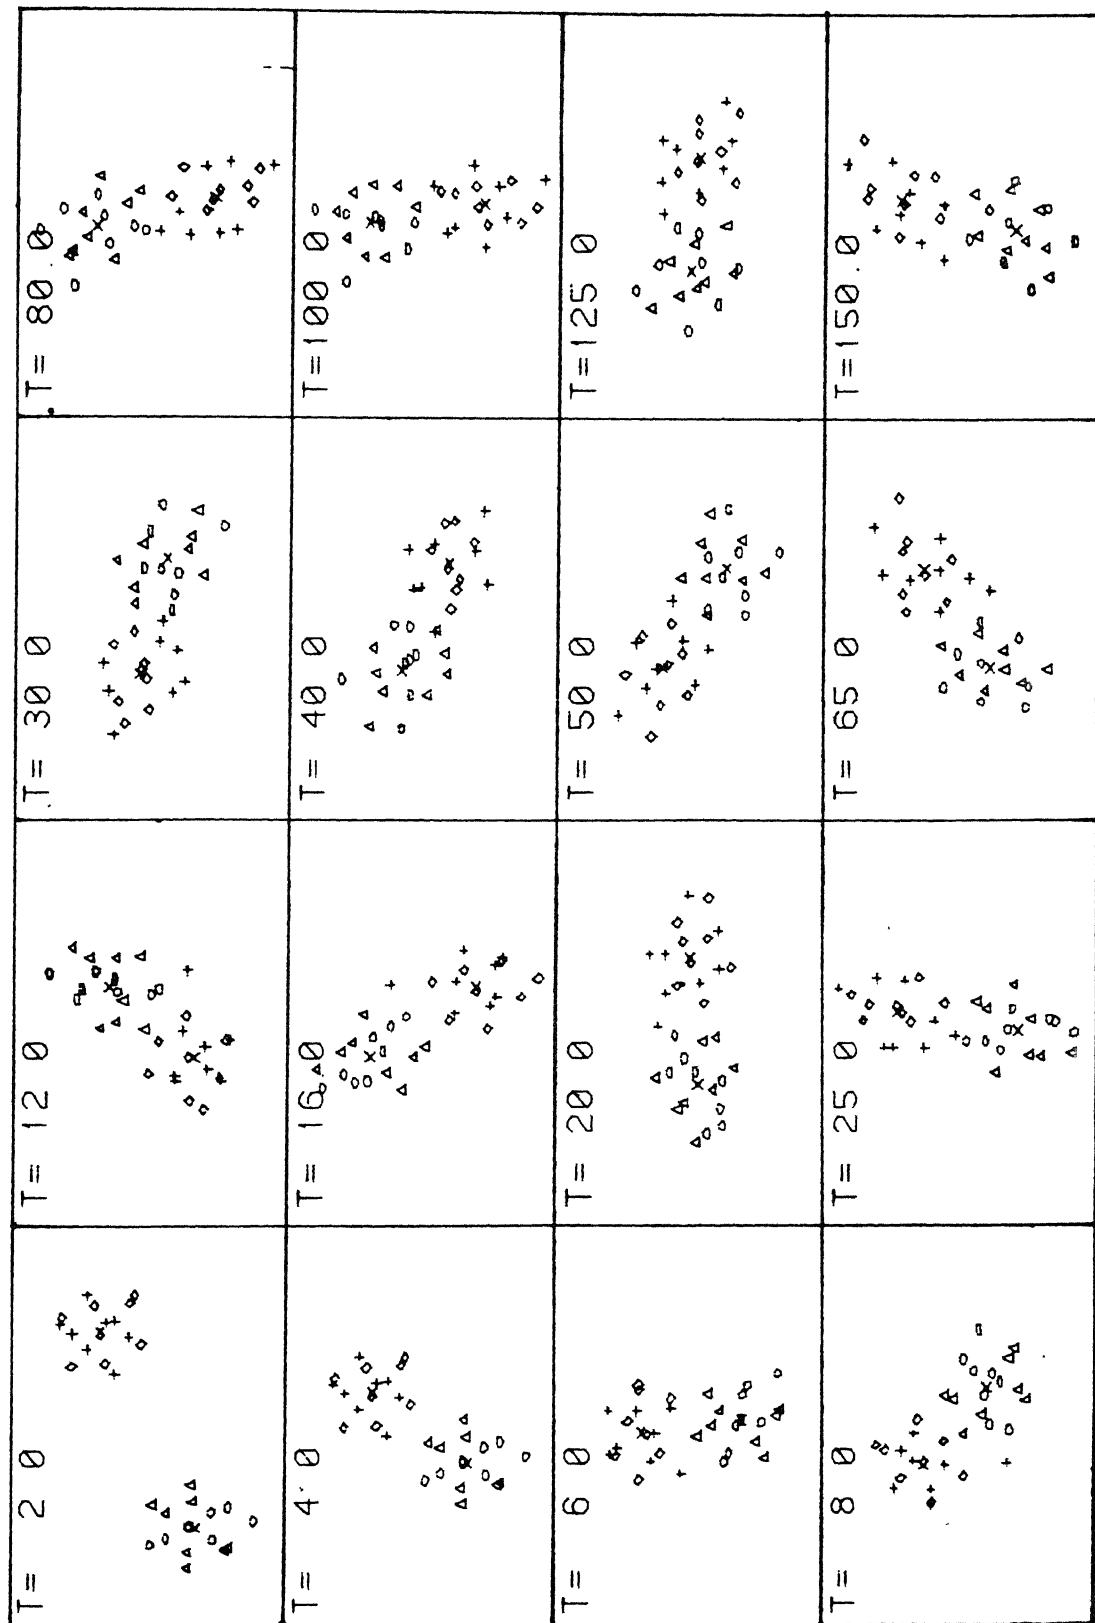 T= 2 0
T= 4 0
T= 6 0
T= 8 0
T= 12 0
T= 16.0
T= 20 0
T= 25 0
T= 30 0
T= 40 0
T= 50 0
T= 65 0
T= 80 0
T=100 0
T=125 0
T=150.0